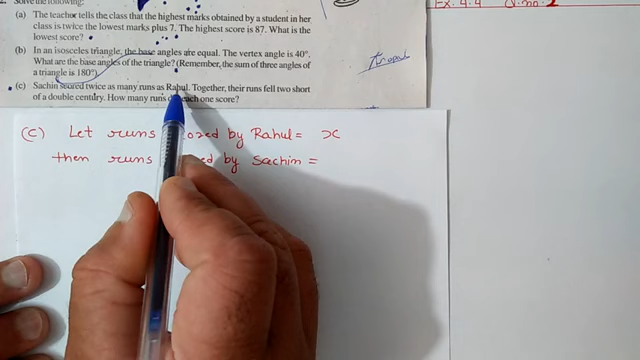 Solve the following:
Ex. 4.4 Q.no. 2
(a) The teacher tells the class that the highest marks obtained by a student in her
class is twice the lowest marks plus 7. The highest score is 87. What is the
lowest score?
(b) In an isosceles triangle, the base angles are equal. The vertex angle is 40°.
What are the base angles of the triangle? (Remember, the sum of three angles
of a triangle is 180°).
(c) Sachin scored twice as many runs as Rahul. Together, their runs fell two short
of a double century. How many runs did each one score?
(c) Let runs scored by Rahul = x
then runs scored by Sachin =